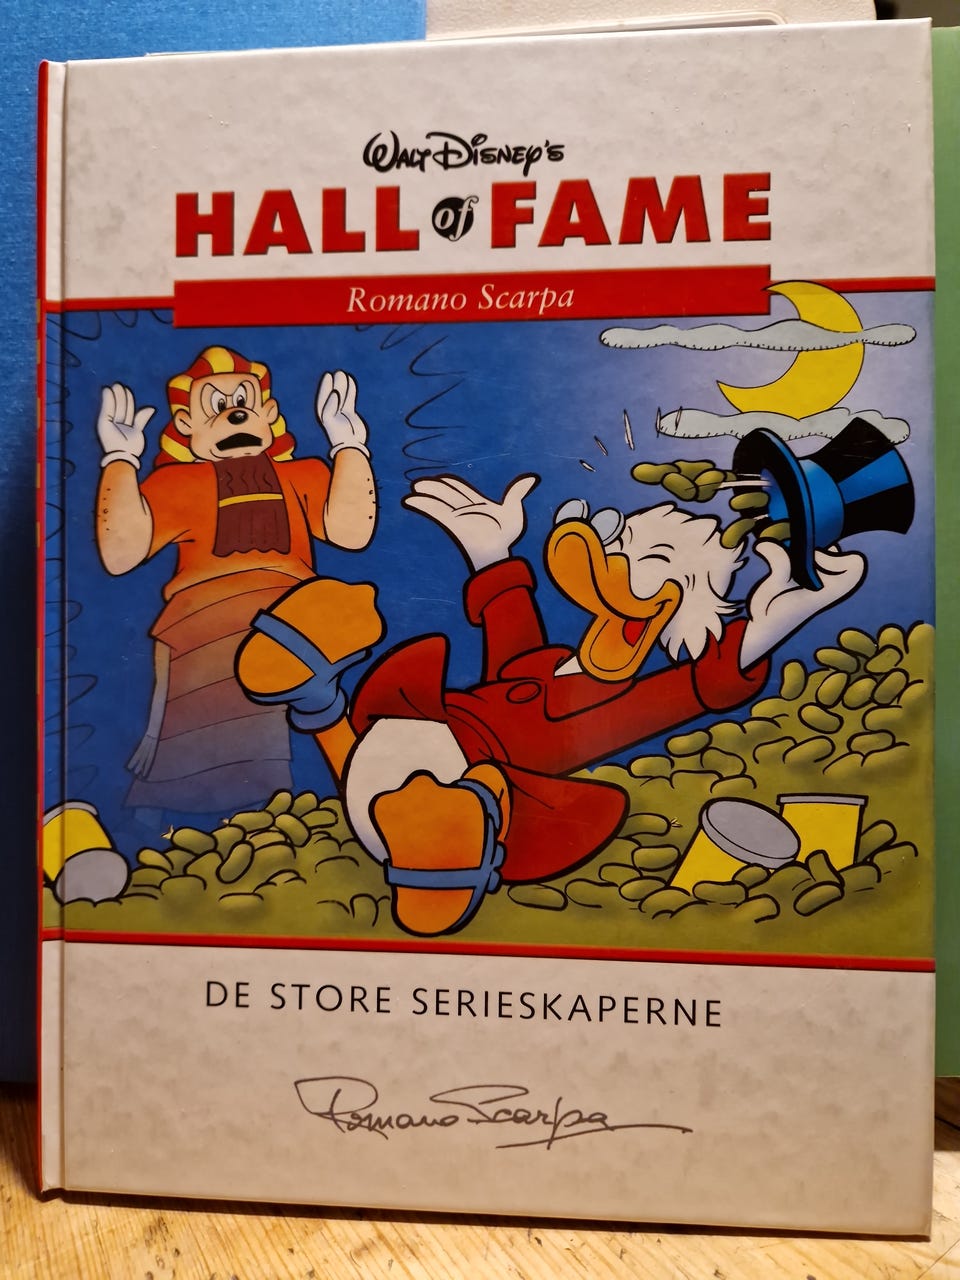 WALT DISNEY'S
HALL of FAME
Romano Scarpa
DE STORE SERIESKAPERNE
Romano Scarpa